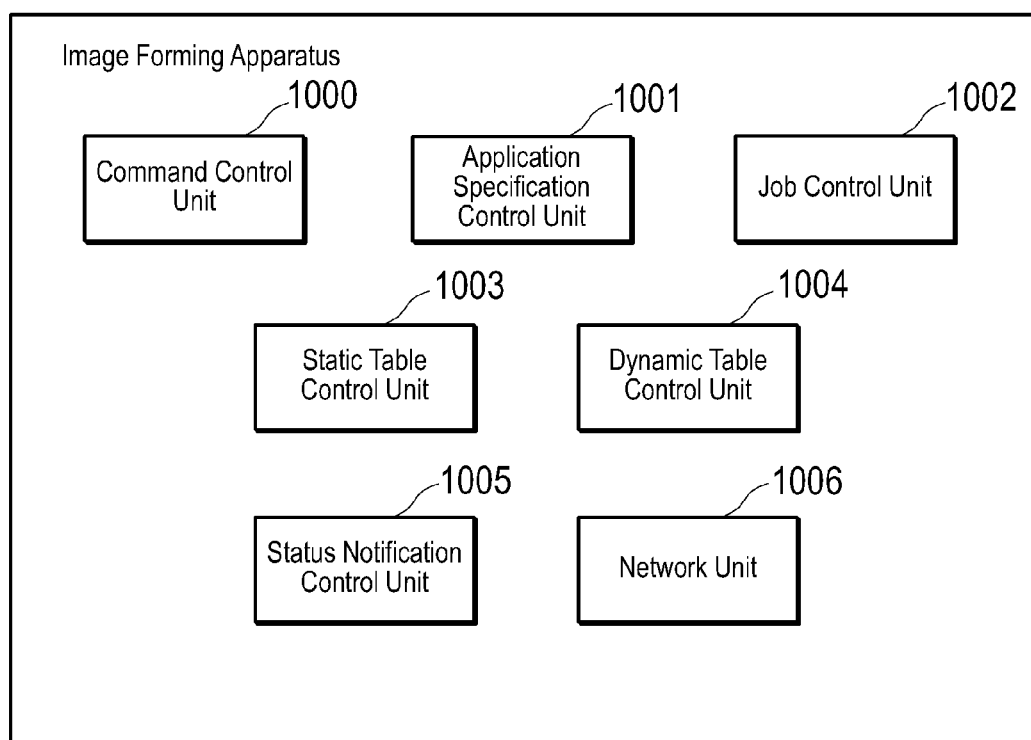 Image Forming Apparatus
1000
1001
1002
Command Control
Unit
Application
Specification
Control Unit
Job Control Unit
1003
1004
Static Table
Control Unit
Dynamic Table
Control Unit
1005
1006
Status Notification
Control Unit
Network Unit